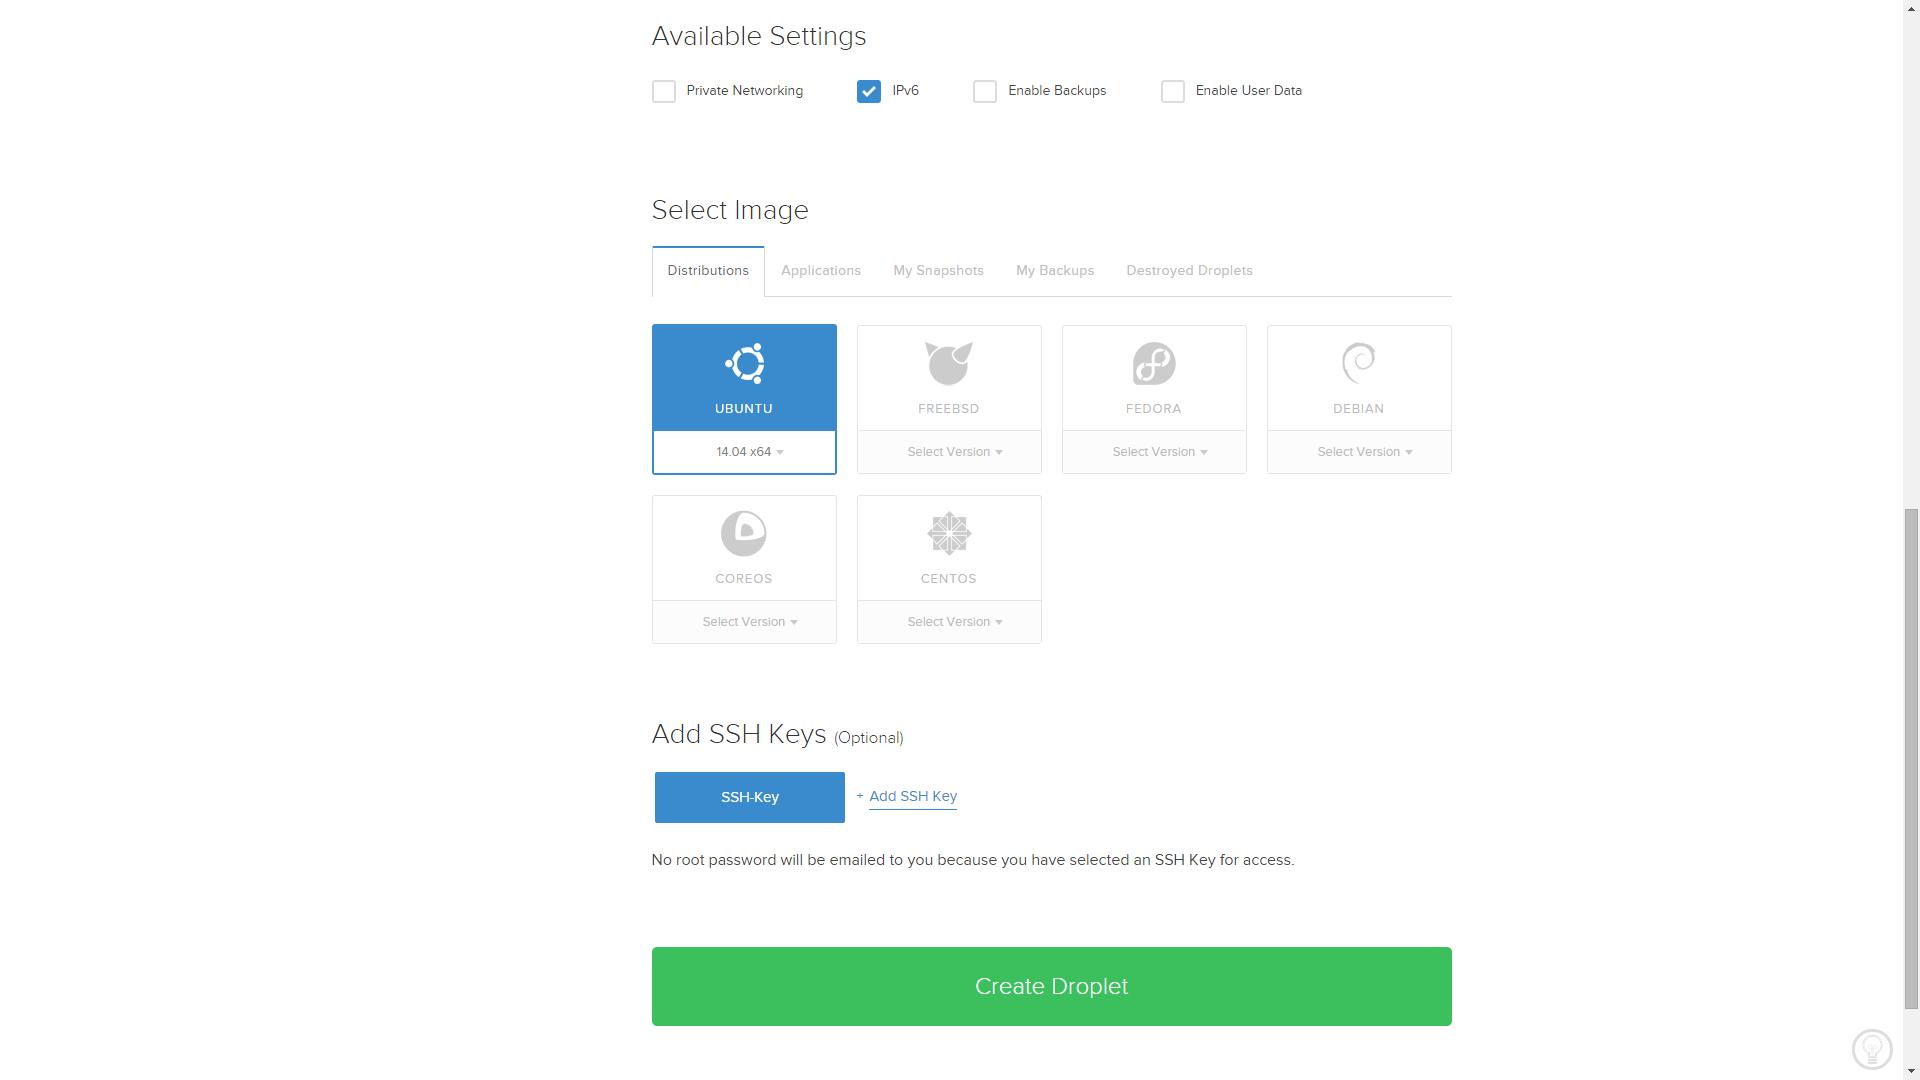 Available Settings
Private Networking IPv6 Enable Backups Enable User Data
Select Image
Distributions Applications My Snapshots My Backups Destroyed Droplets
UBUNTU FREEBSD FEDORA DEBIAN
14.04 x64 Select Version Select Version Select Version
COREOS CENTOS
Select Version Select Version
Add SSH Keys (Optional)
SSH-Key + Add SSH Key
No root password will be emailed to you because you have selected an SSH Key for access.
Create Droplet